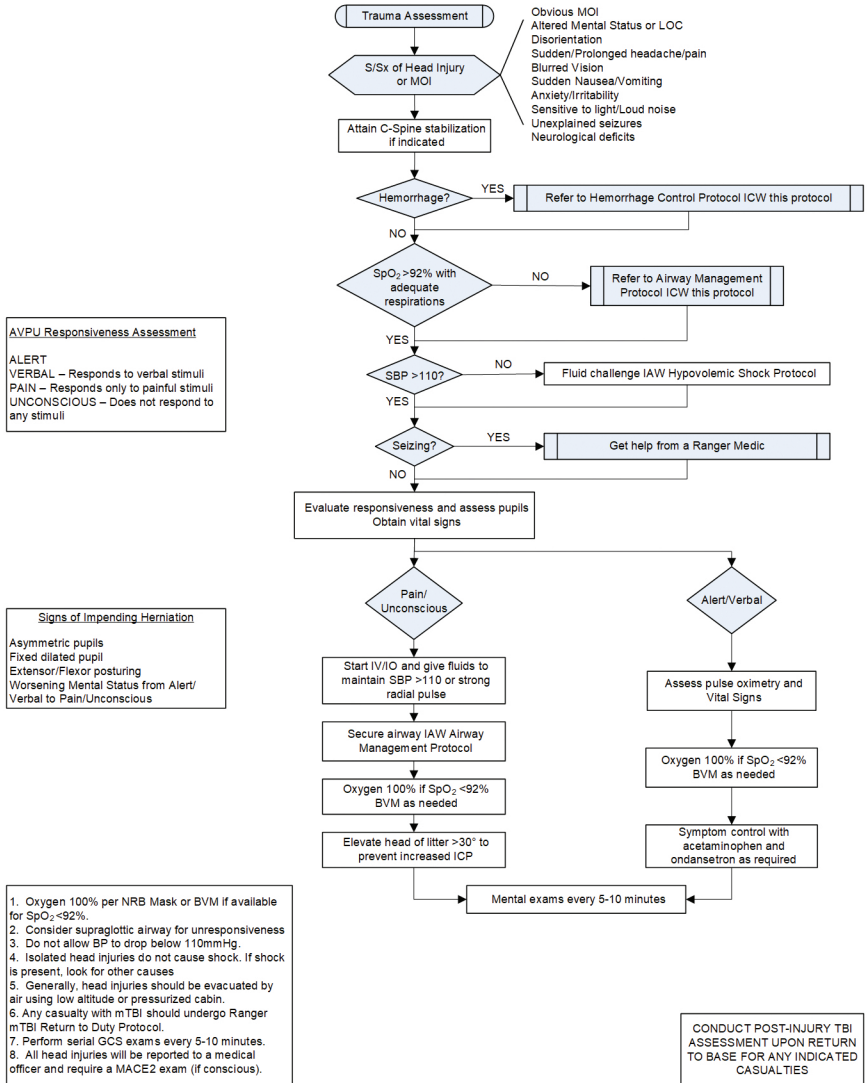 Trauma Assessment
S/Sx of Head Injury
or MOI
Obvious MOI
Altered Mental Status or LOC
Disorientation
Sudden/Prolonged headache/pain
Blurred Vision
Sudden Nausea/Vomiting
Anxiety/Irritability
Sensitive to light/Loud noise
Unexplained seizures
Neurological deficits
Attain C-Spine stabilization
if indicated
Hemorrhage?
YES
Refer to Hemorrhage Control Protocol ICW this protocol
NO
SpO₂ >92% with
adequate
respirations
NO
Refer to Airway Management
Protocol ICW this protocol
YES
SBP >110?
NO
Fluid challenge IAW Hypovolemic Shock Protocol
YES
Seizing?
YES
Get help from a Ranger Medic
NO
Evaluate responsiveness and assess pupils
Obtain vital signs
AVPU Responsiveness Assessment
ALERT
VERBAL – Responds to verbal stimuli
PAIN – Responds only to painful stimuli
UNCONSCIOUS – Does not respond to
any stimuli
Pain/
Unconscious
Start IV/IO and give fluids to
maintain SBP >110 or strong
radial pulse
Secure airway IAW Airway
Management Protocol
Oxygen 100% if SpO₂ <92%
BVM as needed
Elevate head of litter >30° to
prevent increased ICP
Alert/Verbal
Assess pulse oximetry and
Vital Signs
Oxygen 100% if SpO₂ <92%
BVM as needed
Symptom control with
acetaminophen and
ondansetron as required
Mental exams every 5-10 minutes
Signs of Impending Herniation
Asymmetric pupils
Fixed dilated pupil
Extensor/Flexor posturing
Worsening Mental Status from Alert/
Verbal to Pain/Unconscious
1. Oxygen 100% per NRB Mask or BVM if available
for SpO₂ <92%.
2. Consider supraglottic airway for unresponsiveness
3. Do not allow BP to drop below 110mmHg.
4. Isolated head injuries do not cause shock. If shock
is present, look for other causes
5. Generally, head injuries should be evacuated by
air using low altitude or pressurized cabin.
6. Any casualty with mTBI should undergo Ranger
mTBI Return to Duty Protocol.
7. Perform serial GCS exams every 5-10 minutes.
8. All head injuries will be reported to a medical
officer and require a MACE2 exam (if conscious).
CONDUCT POST-INJURY TBI
ASSESSMENT UPON RETURN
TO BASE FOR ANY INDICATED
CASUALTIES